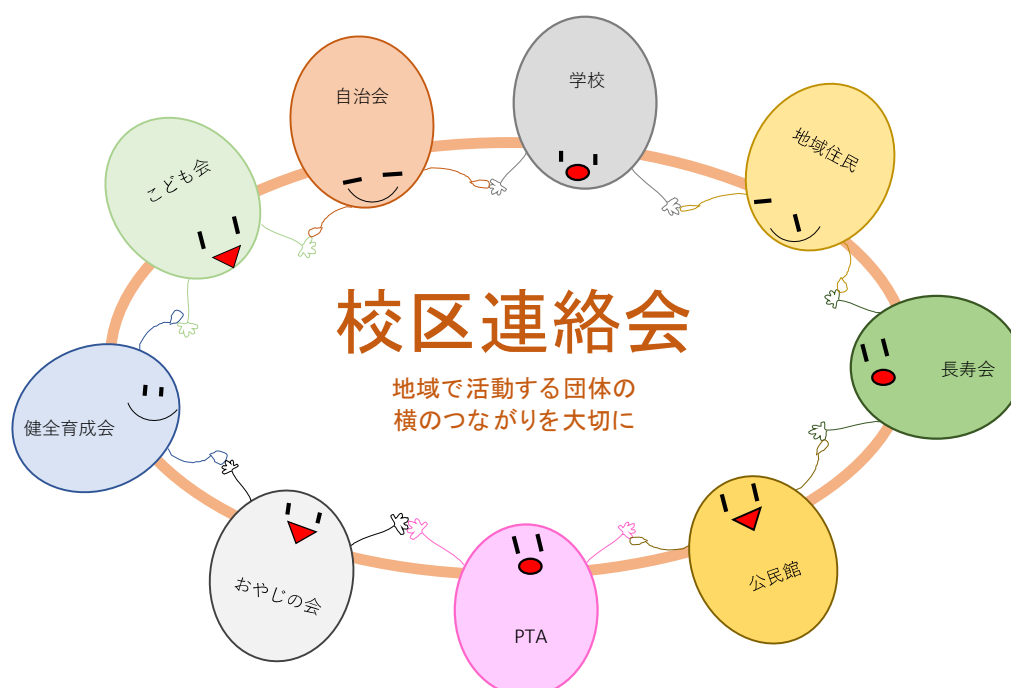 学校
自治会
地域住民
こども会
校区連絡会
長寿会
地域で活動する団体の
横のつながりを大切に
健全育成会
公民館
おやじの会
PTA